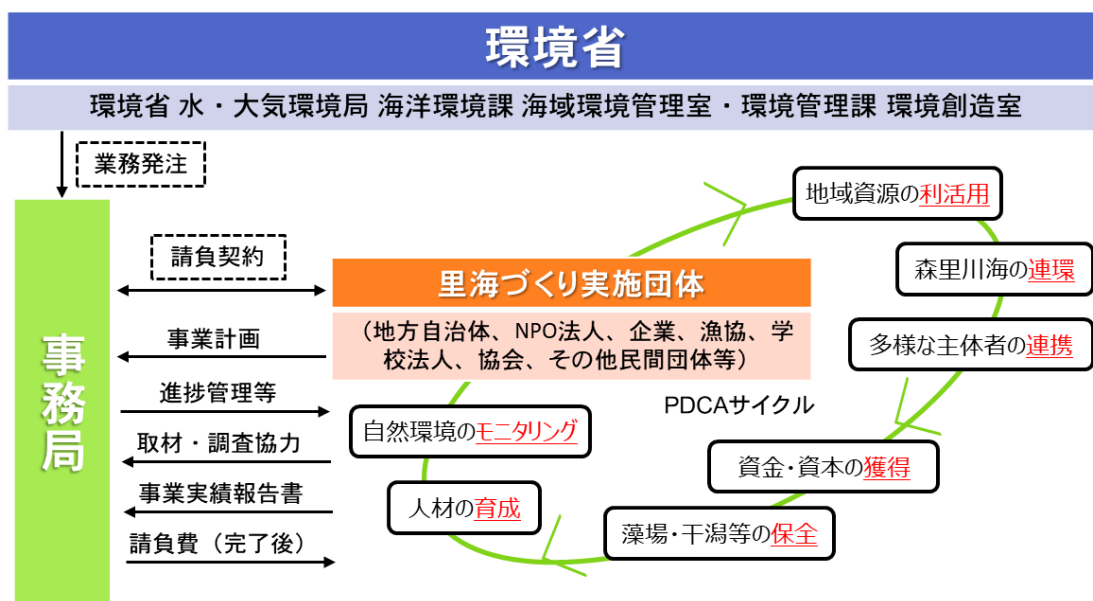 環境省
環境省 水・大気環境局 海洋環境課 海域環境管理室・環境管理課 環境創造室
業務発注
事務局
請負契約
事業計画
進捗管理等
取材・調査協力
事業実績報告書
請負費（完了後）
里海づくり実施団体
（地方自治体、NPO法人、企業、漁協、学
校法人、協会、その他民間団体等）
PDCAサイクル
地域資源の利活用
森里川海の連環
多様な主体者の連携
資金・資本の獲得
藻場・干潟等の保全
人材の育成
自然環境のモニタリング